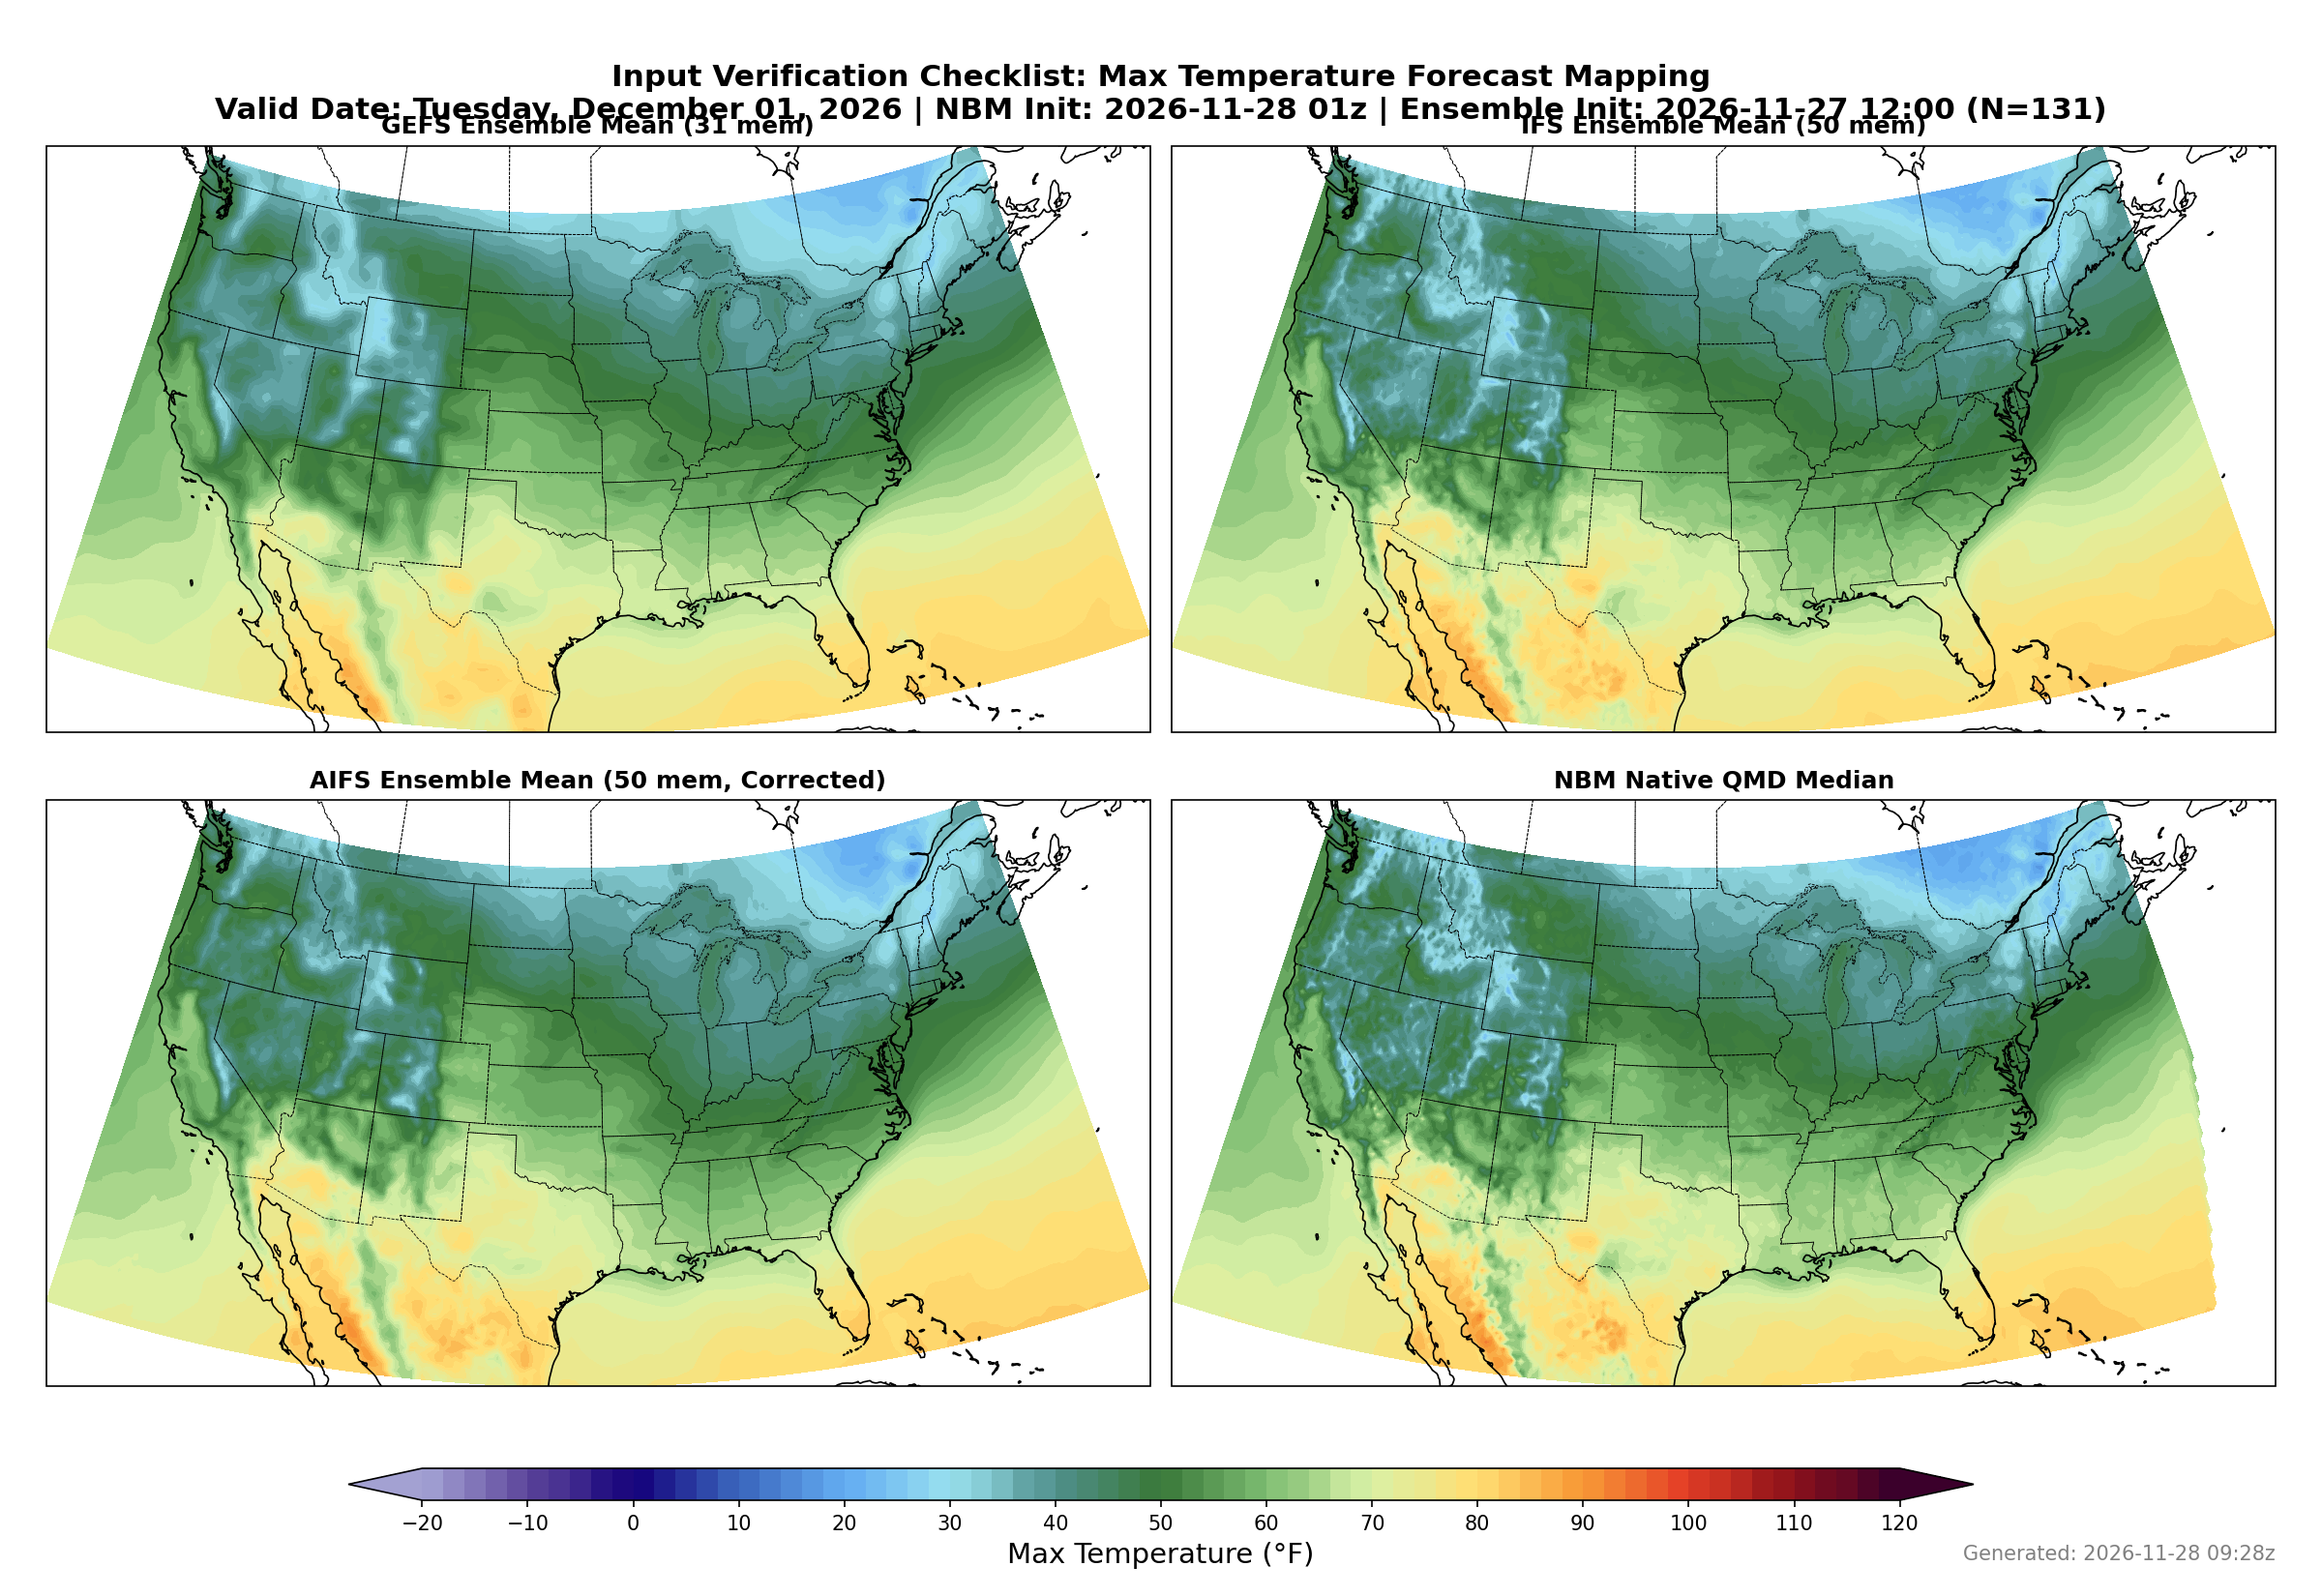 Input Verification Checklist: Max Temperature Forecast Mapping
Valid Date: Tuesday, December 01, 2026 | NBM Init: 2026-11-28 01z | Ensemble Init: 2026-11-27 12:00 (N=131)
GEFS Ensemble Mean (31 mem)
IFS Ensemble Mean (50 mem)
AIFS Ensemble Mean (50 mem, Corrected)
NBM Native QMD Median
−20 −10 0 10 20 30 40 50 60 70 80 90 100 110 120
Max Temperature (°F)
Generated: 2026-11-28 09:28z